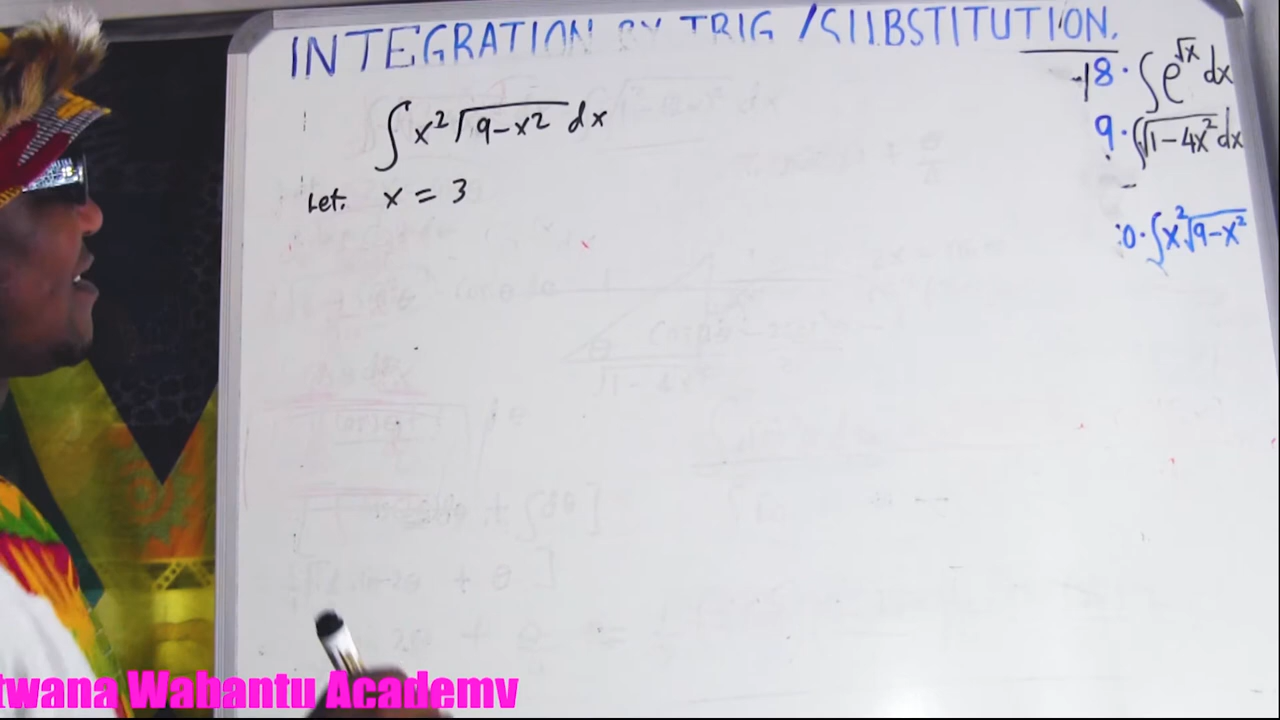 INTEGRATION BY TRIG /SUBSTITUTION.
∫ x² √(9-x²) dx
Let. x = 3
18. ∫ e^√x dx
9. ∫ √(1-4x²) dx
10. ∫ x² √(9-x²)
twana Wabantu Academy